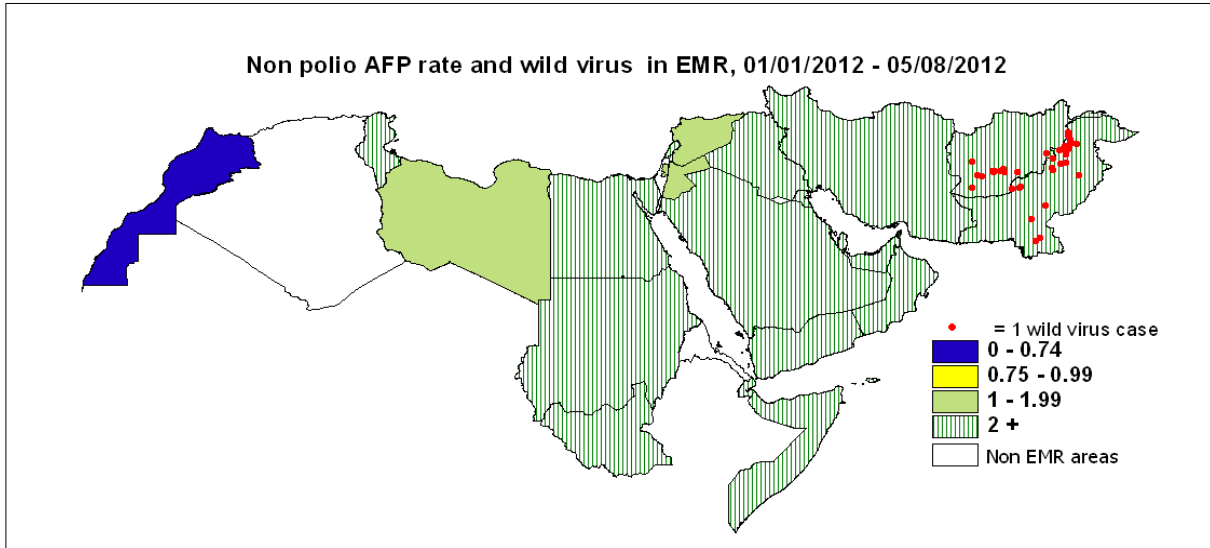 Non polio AFP rate and wild virus in EMR, 01/01/2012 - 05/08/2012
= 1 wild virus case
0 - 0.74
0.75 - 0.99
1 - 1.99
2 +
Non EMR areas